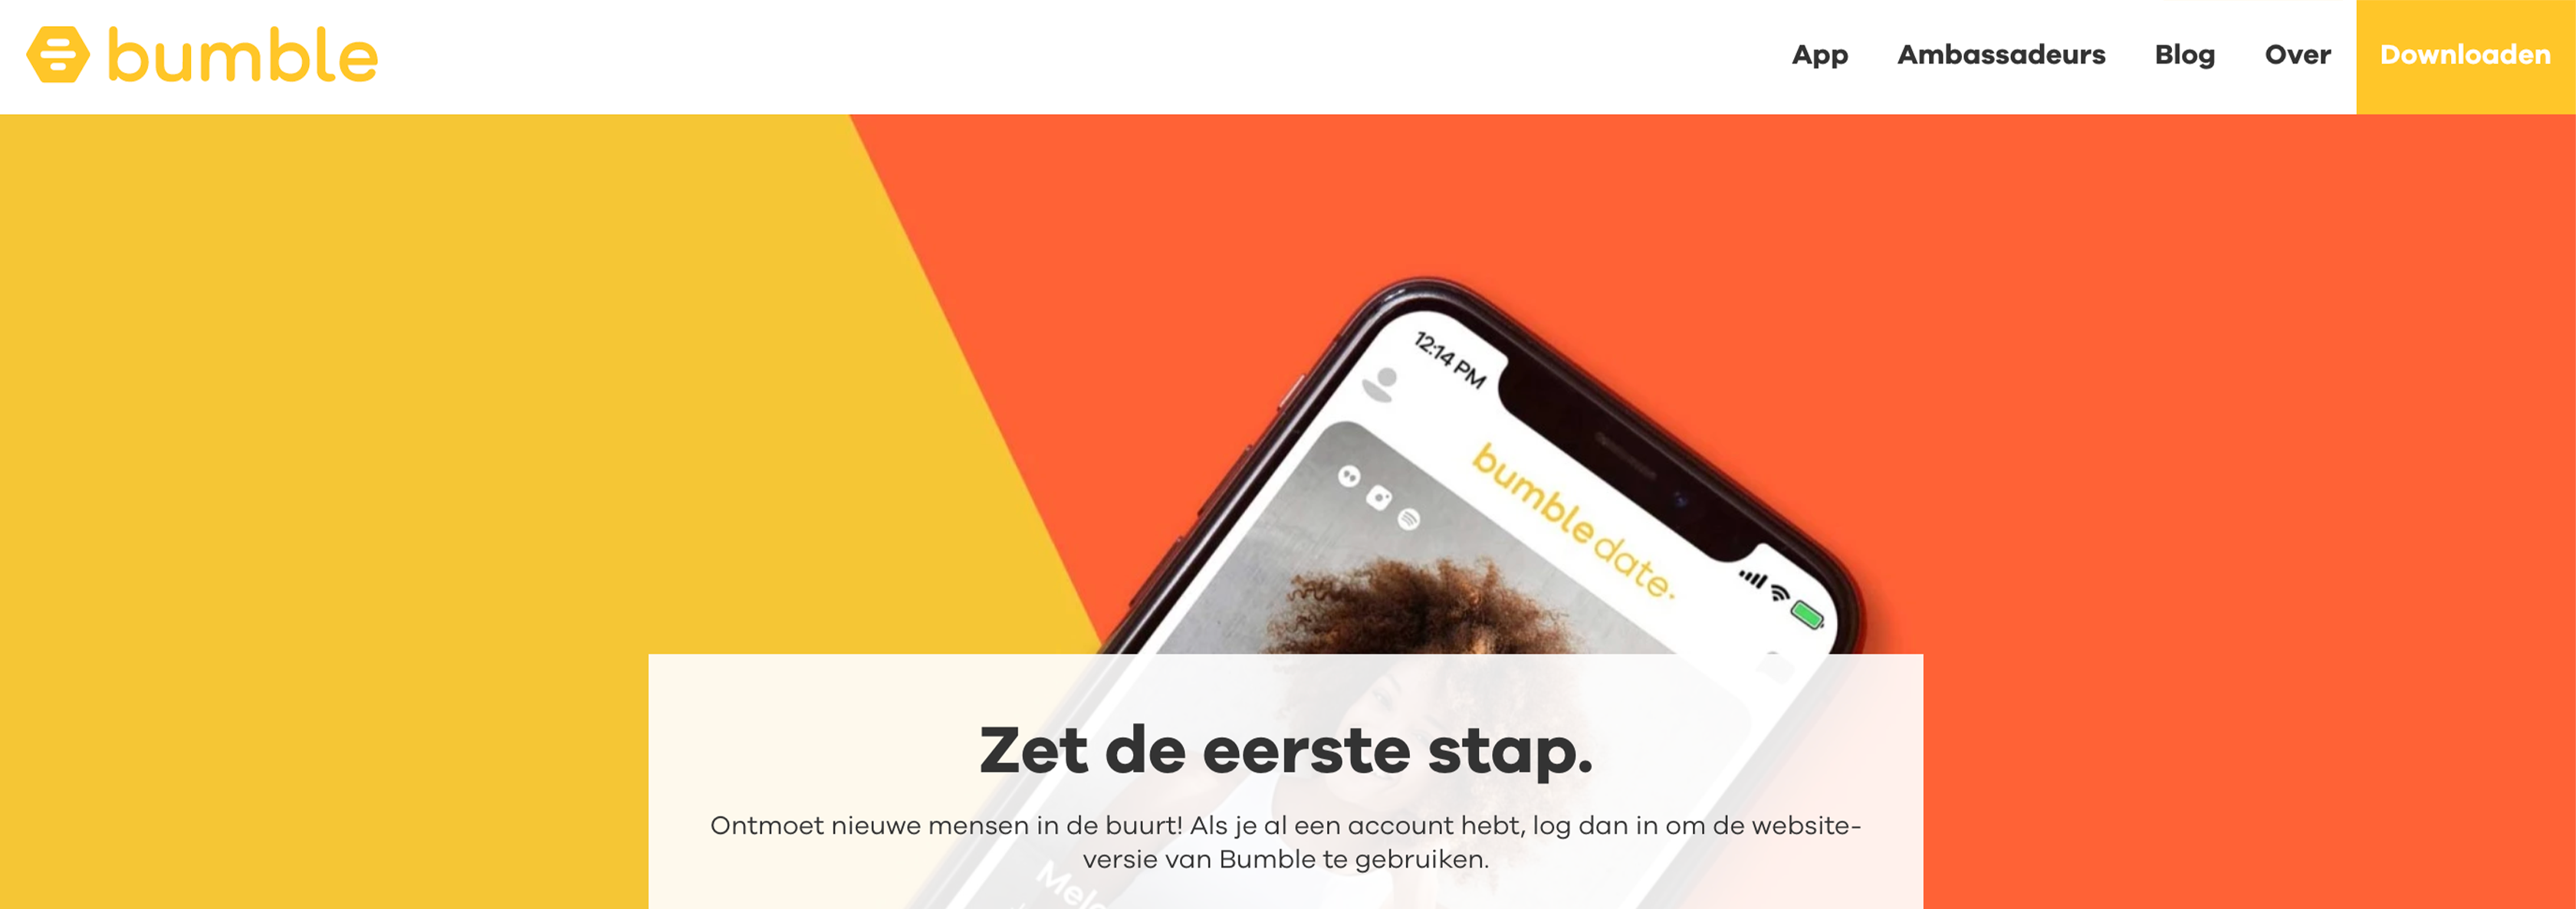 bumble
App Ambassadeurs Blog Over Downloaden
12:14 PM
bumble date.
Zet de eerste stap.
Ontmoet nieuwe mensen in de buurt! Als je al een account hebt, log dan in om de website-
versie van Bumble te gebruiken.